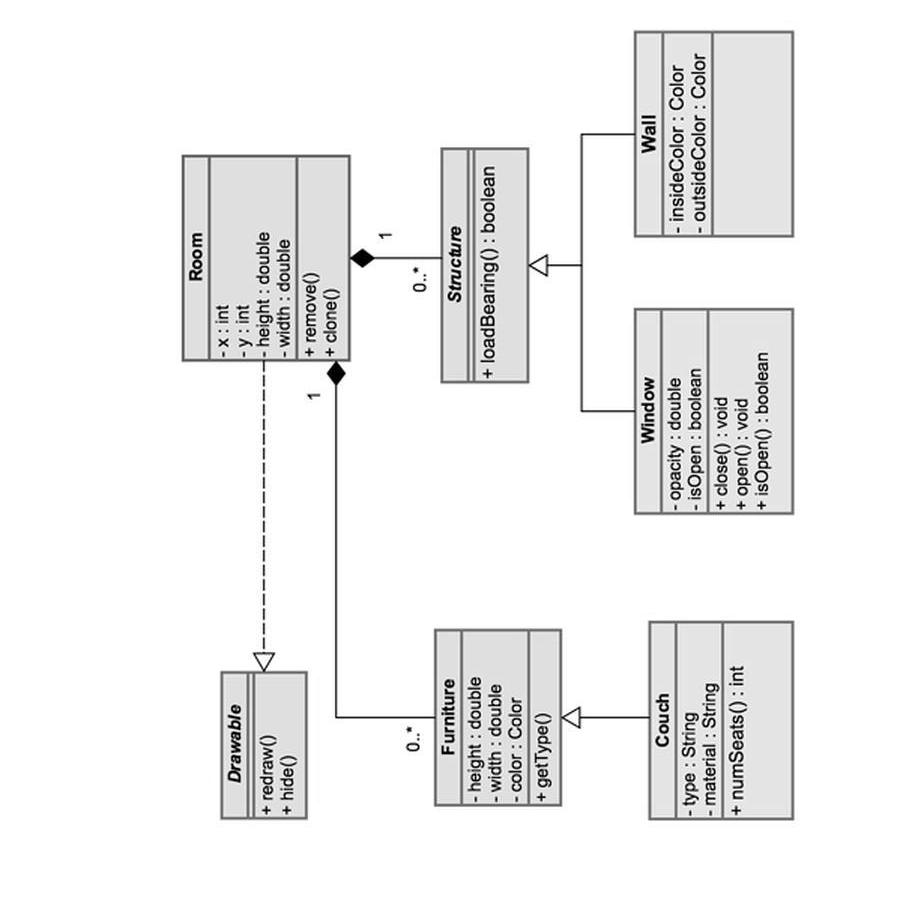 Drawable
+ redraw()
+ hide()
Room
- x : int
- y : int
- height : double
- width : double
+ remove()
+ clone()
1
1
0..*
0..*
Furniture
- height : double
- width : double
- color : Color
+ getType()
Structure
+ loadBearing() : boolean
Couch
- type : String
- material : String
+ numSeats() : int
Window
- opacity : double
- isOpen : boolean
+ close() : void
+ open() : void
+ isOpen() : boolean
Wall
- insideColor : Color
- outsideColor : Color